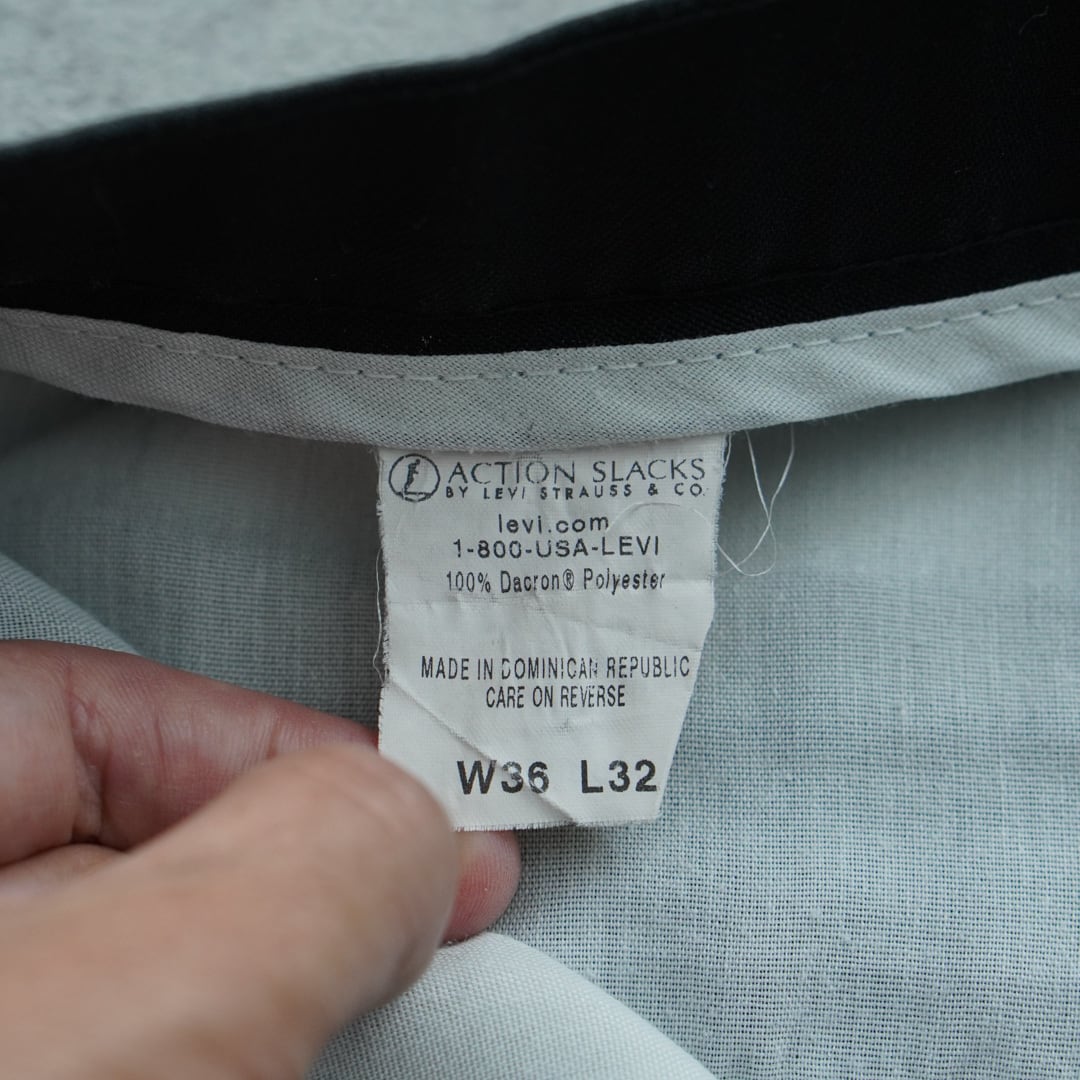 ACTION SLACKS
BY LEVI STRAUSS & CO.
levi.com
1-800-USA-LEVI
100% Dacron® Polyester
MADE IN DOMINICAN REPUBLIC
CARE ON REVERSE
W36 L32